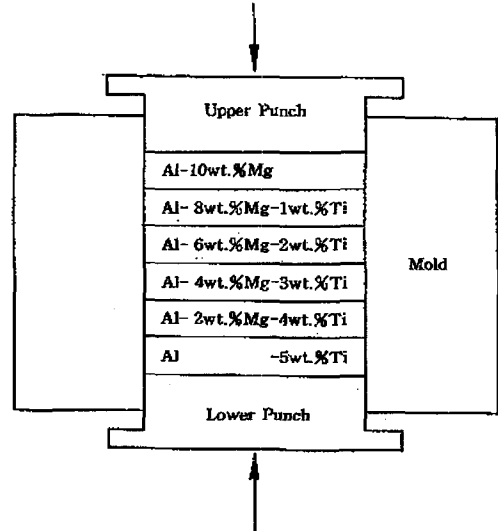 Upper Punch
Al-10wt.%Mg
Al- 8wt.%Mg-1wt.%Ti
Al- 6wt.%Mg-2wt.%Ti
Al- 4wt.%Mg-3wt.%Ti
Al- 2wt.%Mg-4wt.%Ti
Al -5wt.%Ti
Mold
Lower Punch